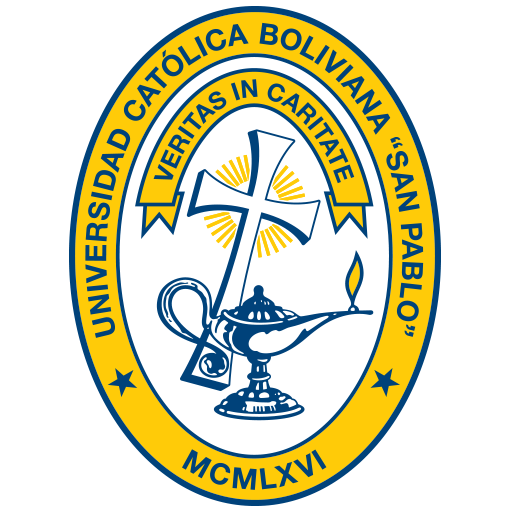 UNIVERSIDAD CATÓLICA BOLIVIANA “SAN PABLO”
VERITAS IN CARITATE
MCMLXVI